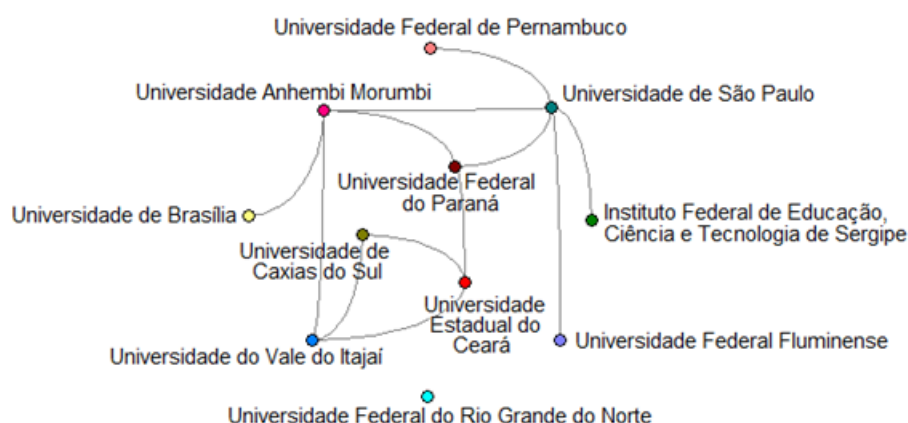 Universidade Federal de Pernambuco
Universidade Anhembi Morumbi
Universidade de São Paulo
Universidade Federal
do Paraná
Universidade de Brasília
Instituto Federal de Educação,
Ciência e Tecnologia de Sergipe
Universidade de
Caxias do Sul
Universidade
Estadual do
Ceará
Universidade Federal Fluminense
Universidade do Vale do Itajaí
Universidade Federal do Rio Grande do Norte